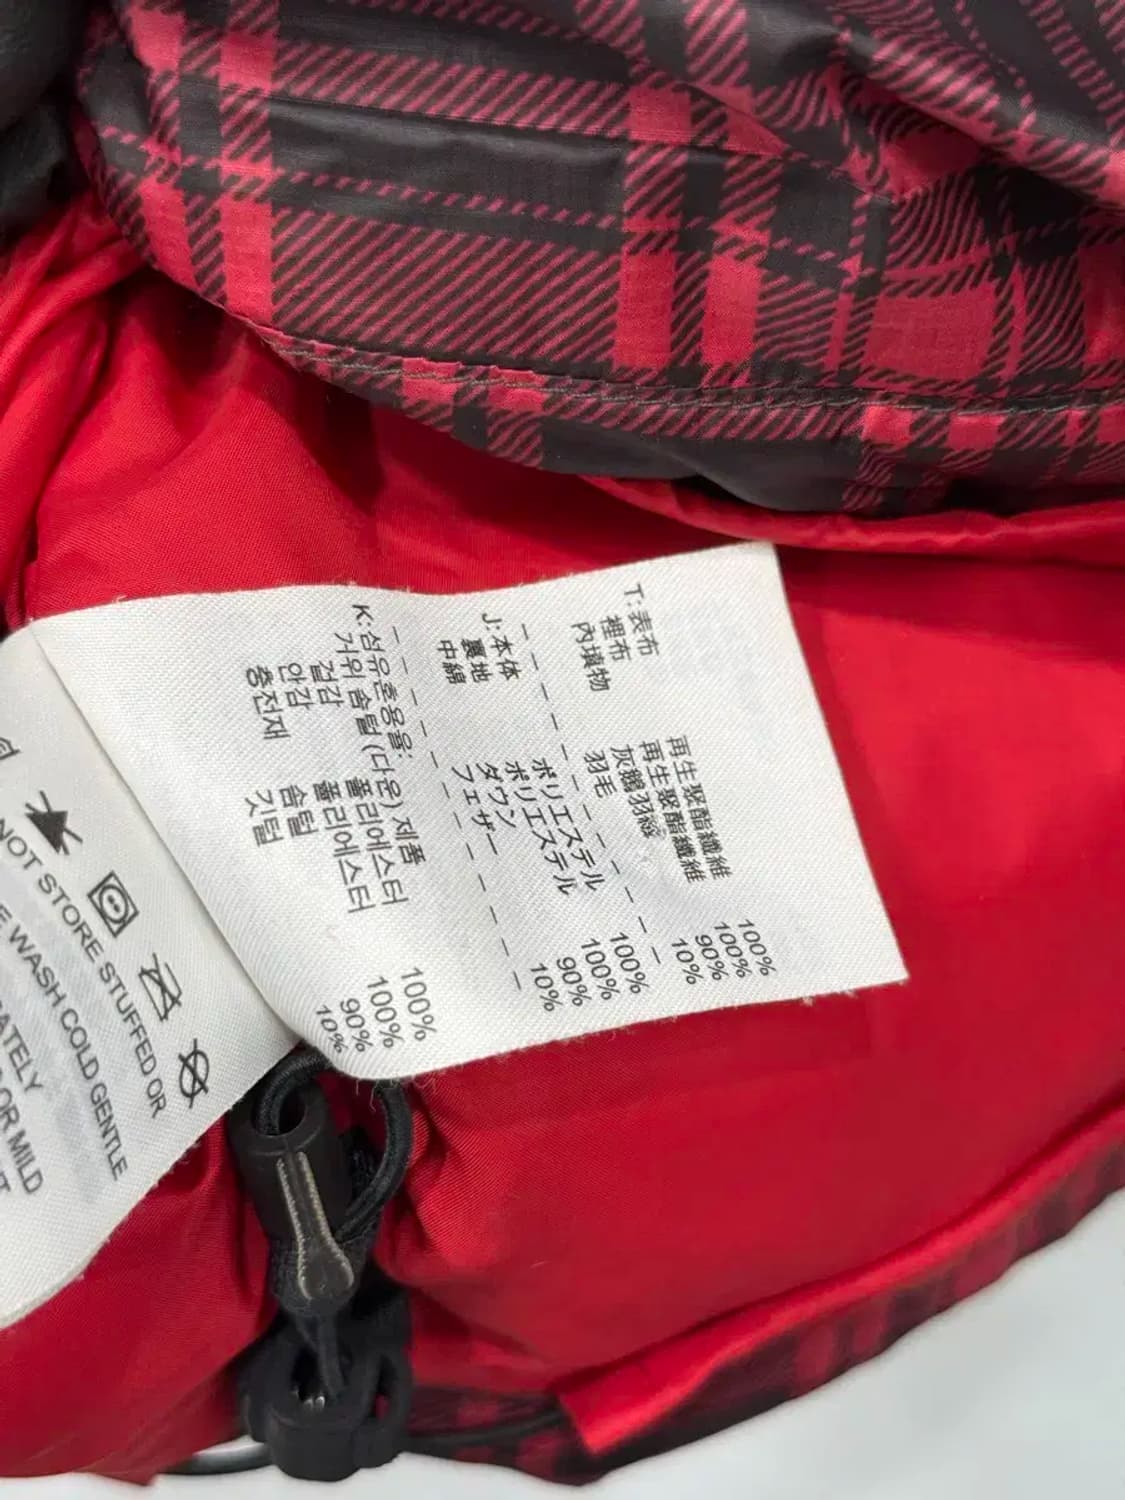 T:表布 再生聚酯纖維 100%
裡布 再生聚酯纖維 100%
內填物 灰鵝羽絨 90%
羽毛 10%
J:本体 ポリエステル 100%
裏地 ポリエステル 100%
中綿 ダウン 90%
フェザー 10%
K:섬유혼용율:
거위 솜털 (다운) 제품
겉감 폴리에스터 100%
안감 폴리에스터 100%
충전재 솜털 90%
깃털 10%
NOT STORE STUFFED OR
WASH COLD GENTLE
OR MILD